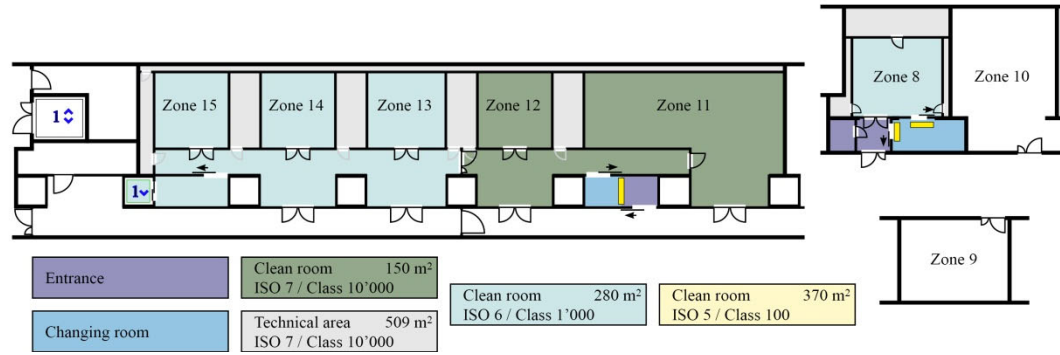 Zone 8
Zone 10
Zone 15
Zone 14
Zone 13
Zone 12
Zone 11
1
1
Zone 9
Entrance
Clean room 150 m²
ISO 7 / Class 10’000
Clean room 280 m²
ISO 6 / Class 1’000
Clean room 370 m²
ISO 5 / Class 100
Changing room
Technical area 509 m²
ISO 7 / Class 10’000